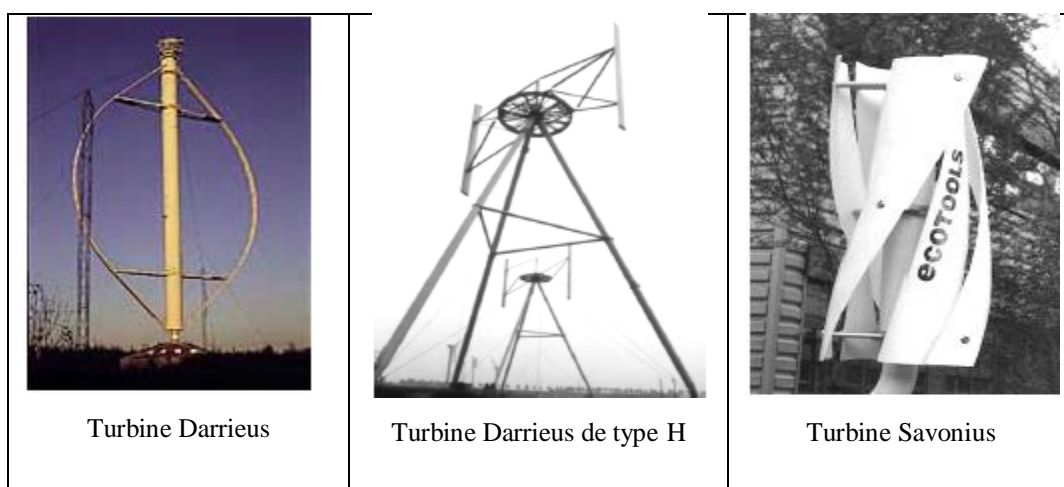 ecotools
Turbine Darrieus
Turbine Darrieus de type H
Turbine Savonius